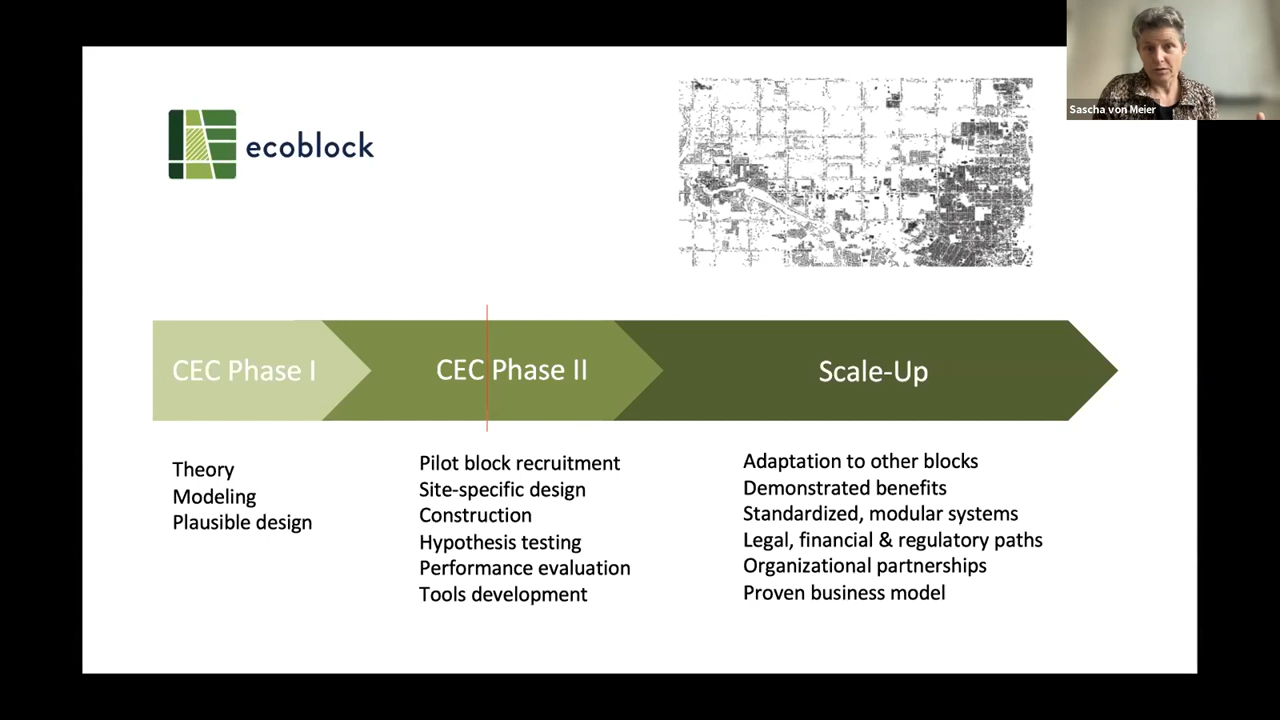 Sascha von Meier
ecoblock
CEC Phase I
CEC Phase II
Scale-Up
Theory
Modeling
Plausible design
Pilot block recruitment
Site-specific design
Construction
Hypothesis testing
Performance evaluation
Tools development
Adaptation to other blocks
Demonstrated benefits
Standardized, modular systems
Legal, financial & regulatory paths
Organizational partnerships
Proven business model